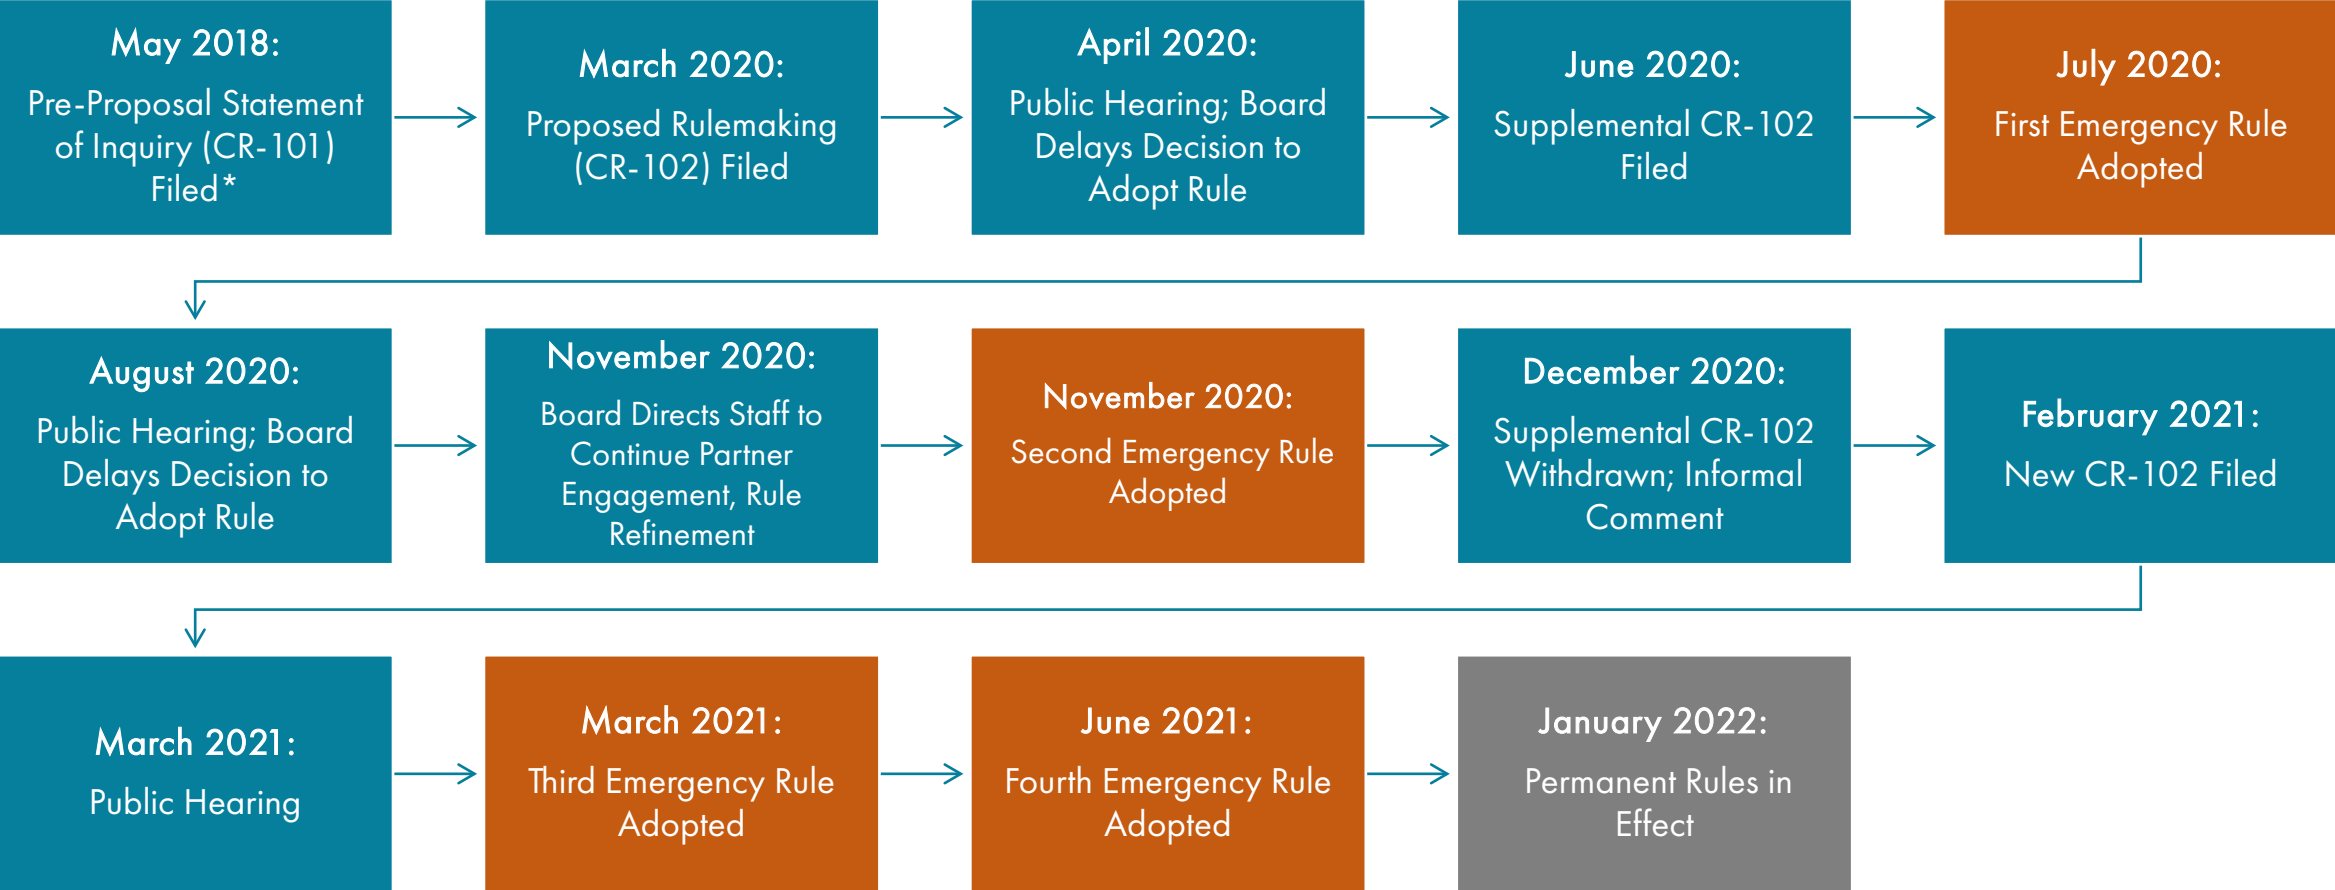 May 2018:
Pre-Proposal Statement
of Inquiry (CR-101)
Filed*
March 2020:
Proposed Rulemaking
(CR-102) Filed
April 2020:
Public Hearing; Board
Delays Decision to
Adopt Rule
June 2020:
Supplemental CR-102
Filed
July 2020:
First Emergency Rule
Adopted
August 2020:
Public Hearing; Board
Delays Decision to
Adopt Rule
November 2020:
Board Directs Staff to
Continue Partner
Engagement, Rule
Refinement
November 2020:
Second Emergency Rule
Adopted
December 2020:
Supplemental CR-102
Withdrawn; Informal
Comment
February 2021:
New CR-102 Filed
March 2021:
Public Hearing
March 2021:
Third Emergency Rule
Adopted
June 2021:
Fourth Emergency Rule
Adopted
January 2022:
Permanent Rules in
Effect